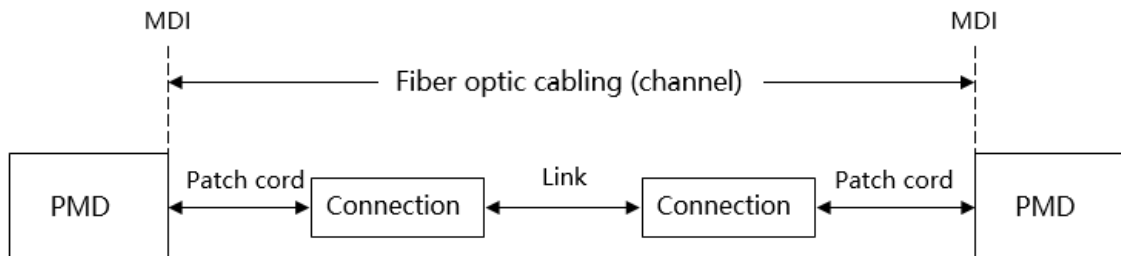 MDI MDI
Fiber optic cabling (channel)
PMD Patch cord Connection Link Connection Patch cord PMD